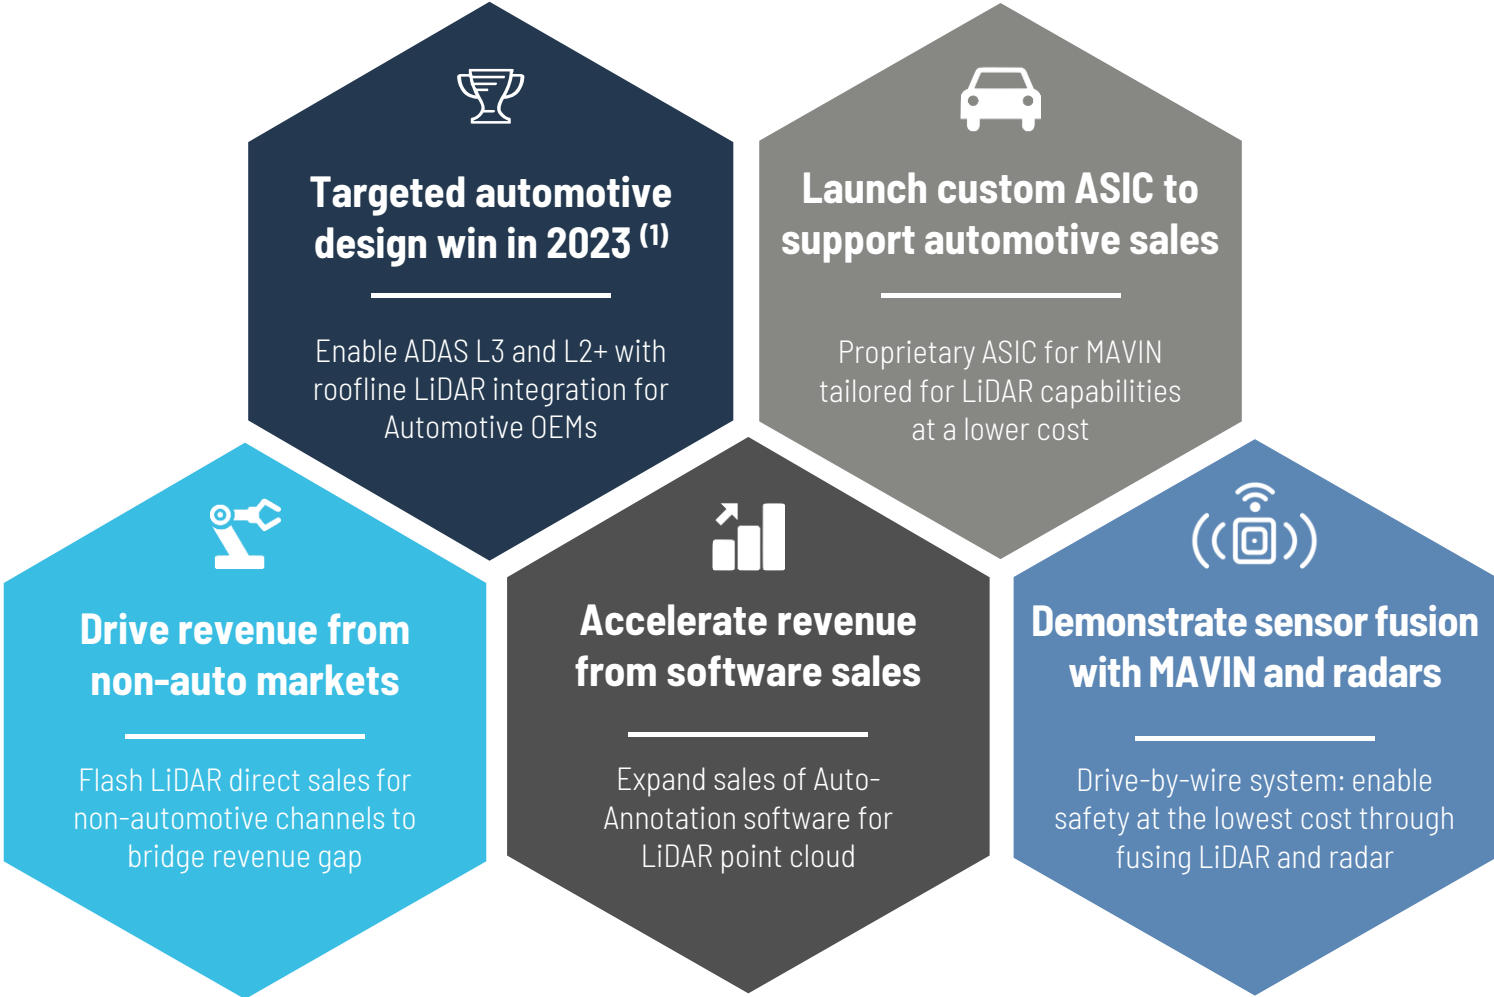 Targeted automotive
design win in 2023 (1)
Enable ADAS L3 and L2+ with
roofline LiDAR integration for
Automotive OEMs
Launch custom ASIC to
support automotive sales
Proprietary ASIC for MAVIN
tailored for LiDAR capabilities
at a lower cost
Drive revenue from
non-auto markets
Flash LiDAR direct sales for
non-automotive channels to
bridge revenue gap
Accelerate revenue
from software sales
Expand sales of Auto-
Annotation software for
LiDAR point cloud
Demonstrate sensor fusion
with MAVIN and radars
Drive-by-wire system: enable
safety at the lowest cost through
fusing LiDAR and radar